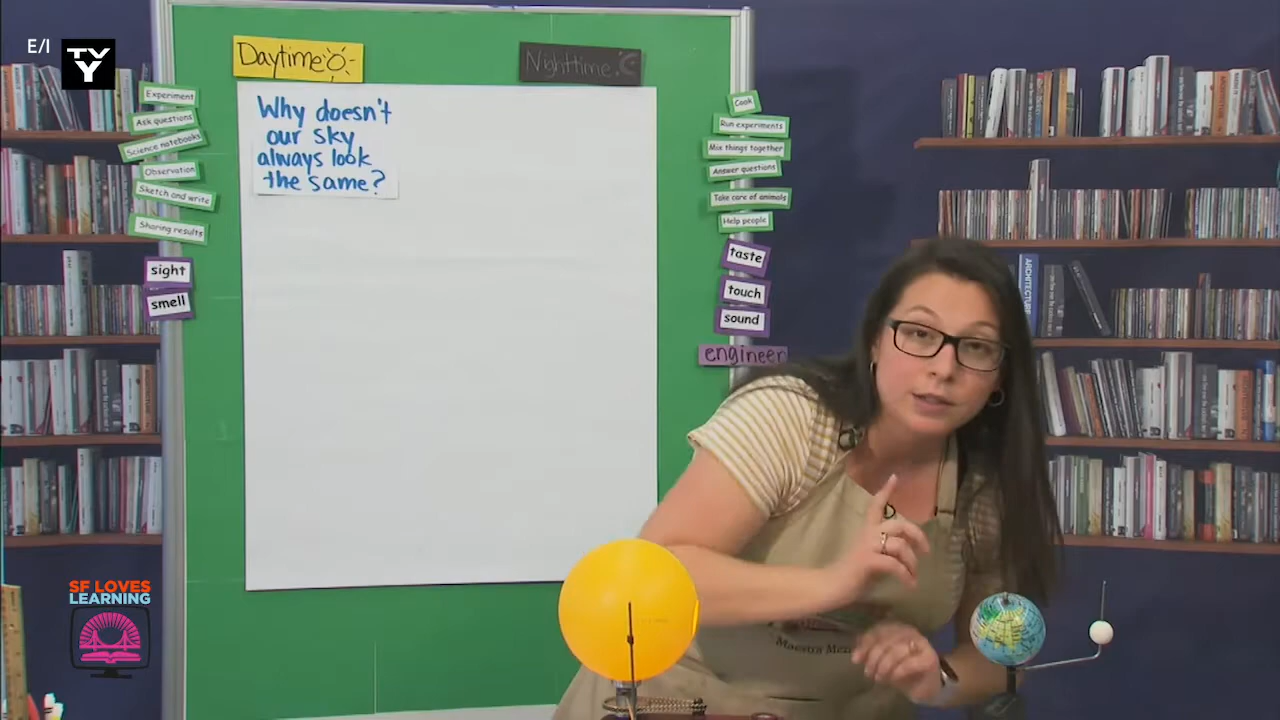 E/I
TV
Y
Daytime
Nighttime
Why doesn't
our sky
always look
the same?
Experiment
Ask questions
Science notebooks
Observation
Sketch and write
Sharing results
sight
smell
Cook
Run experiments
Mix things together
Answer questions
Take care of animals
Help people
taste
touch
sound
engineer
ARCHITECTURE
SF LOVES
LEARNING